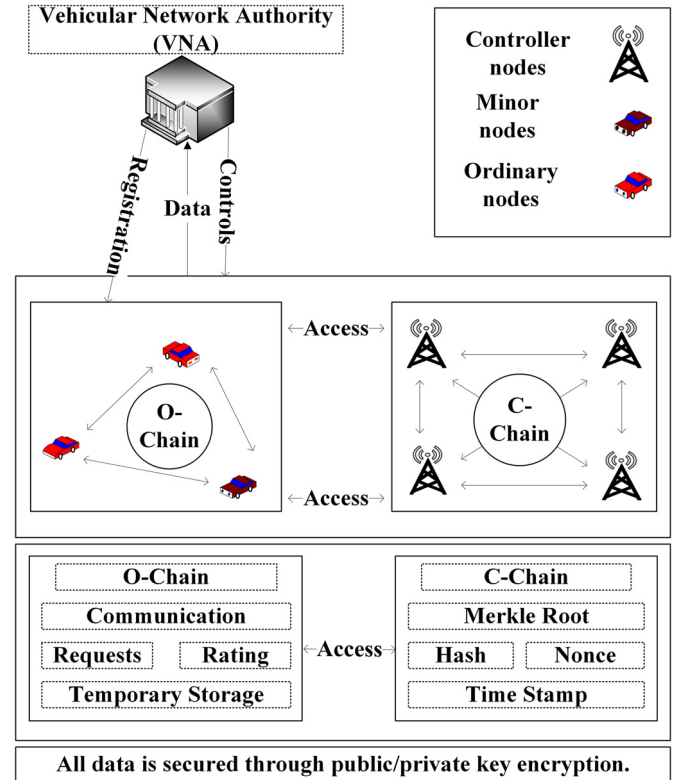 Vehicular Network Authority
(VNA)
Controller
nodes
Minor
nodes
Ordinary
nodes
Registration
Data
Controls
Access
O-
Chain
C-
Chain
Access
O-Chain
Communication
Requests
Rating
Temporary Storage
Access
C-Chain
Merkle Root
Hash
Nonce
Time Stamp
All data is secured through public/private key encryption.